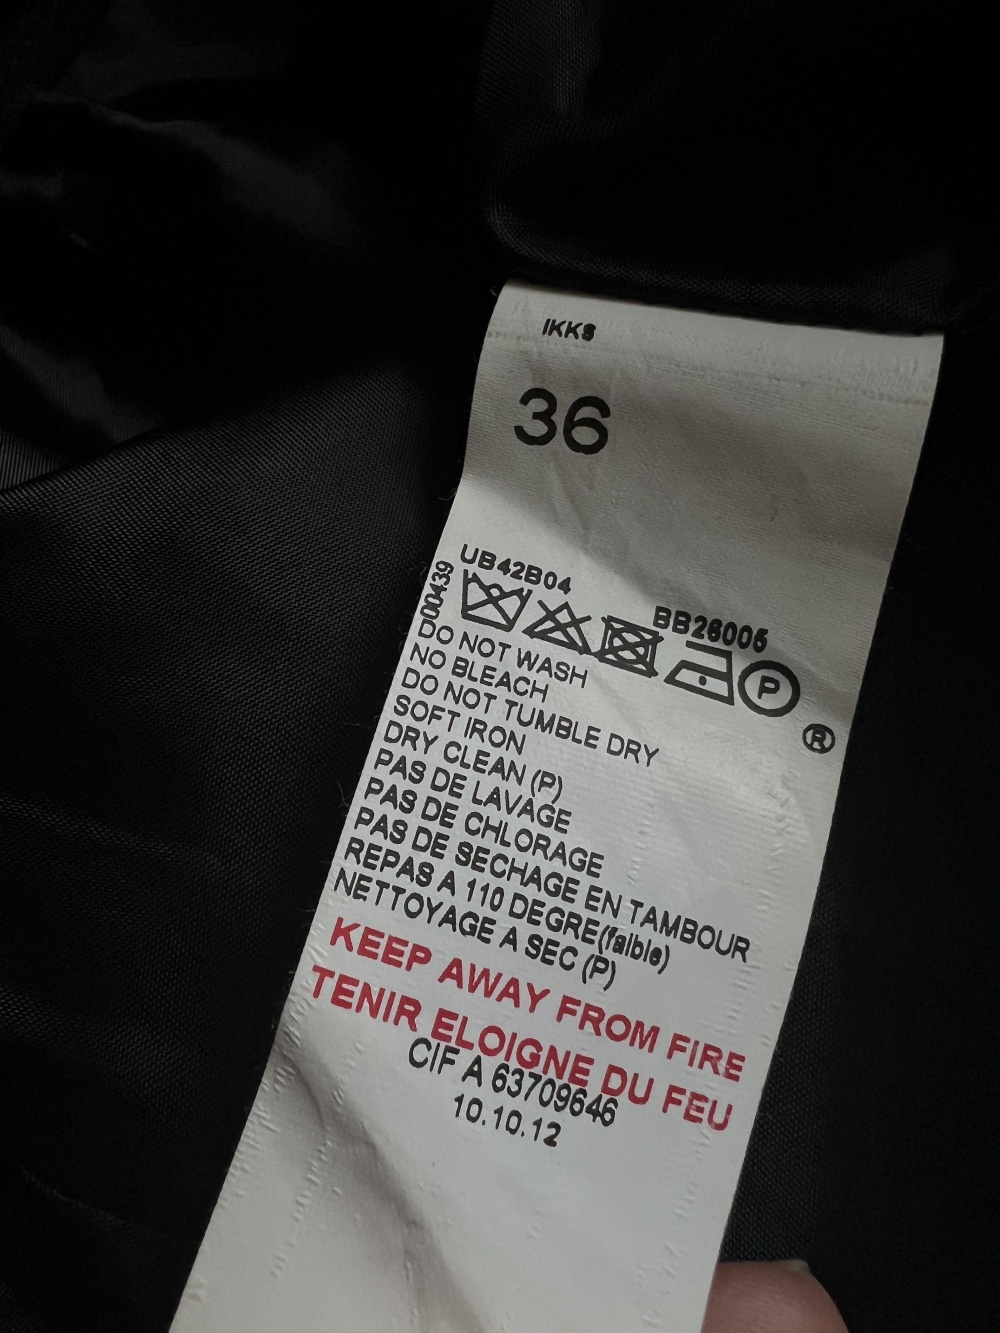 IKKS
36
UB42B04
00439
BB26005
P
®
DO NOT WASH
NO BLEACH
DO NOT TUMBLE DRY
SOFT IRON
DRY CLEAN (P)
PAS DE LAVAGE
PAS DE CHLORAGE
PAS DE SECHAGE EN TAMBOUR
REPAS A 110 DEGRE(faible)
NETTOYAGE A SEC (P)
KEEP AWAY FROM FIRE
TENIR ELOIGNE DU FEU
CIF A 63709646
10.10.12